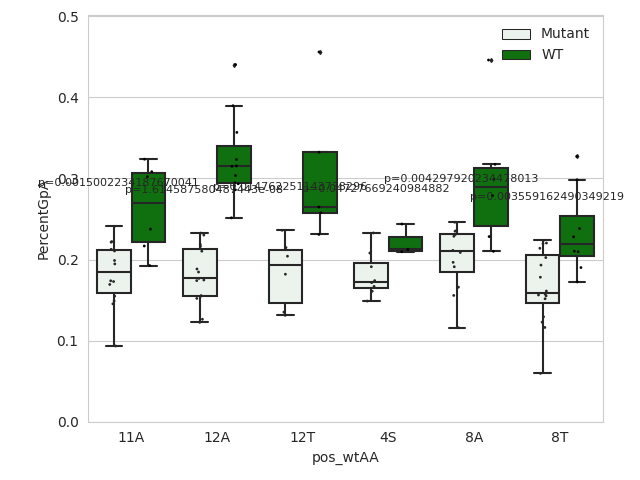 0.5
Mutant
WT
0.4
p=0.004297920234418013
0.3
p=0.003559162490349219
0.2
0.1
0.0
PercentGpA
11A
12A
12T
4S
8A
8T
pos_wtAA